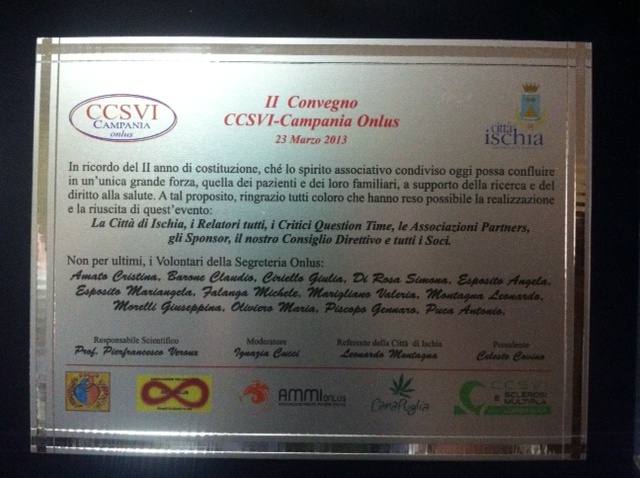 CCSVI
CAMPANIA
onlus
II Convegno
CCSVI-Campania Onlus
23 Marzo 2013
città
ischia
In ricordo del II anno di costituzione, ché lo spirito associativo condiviso oggi possa confluire
in un'unica grande forza, quella dei pazienti e dei loro familiari, a supporto della ricerca e del
diritto alla salute. A tal proposito, ringrazio tutti coloro che hanno reso possibile la realizzazione
e la riuscita di quest'evento:
La Città di Ischia, i Relatori tutti, i Critici Question Time, le Associazioni Partners,
gli Sponsor, il nostro Consiglio Direttivo e tutti i Soci.
Non per ultimi, i Volontari della Segreteria Onlus:
Amato Cristina, Barone Claudio, Ciriello Giulia, Di Rosa Simona, Esposito Angela,
Esposito Mariangela, Falanga Michele, Marigliano Valeria, Montagna Leonardo,
Morelli Giuseppina, Oliviero Maria, Piscopo Gennaro, Puca Antonio.
Responsabile Scientifico
Prof. Pierfrancesco Veroux
Moderatore
Ignazia Cucci
Referente della Città di Ischia
Leonardo Montagna
Presidente
Celeste Covino
AMMI ONLUS
CanaPuglia
CCSVI
E SCLEROSI
MULTIPLA